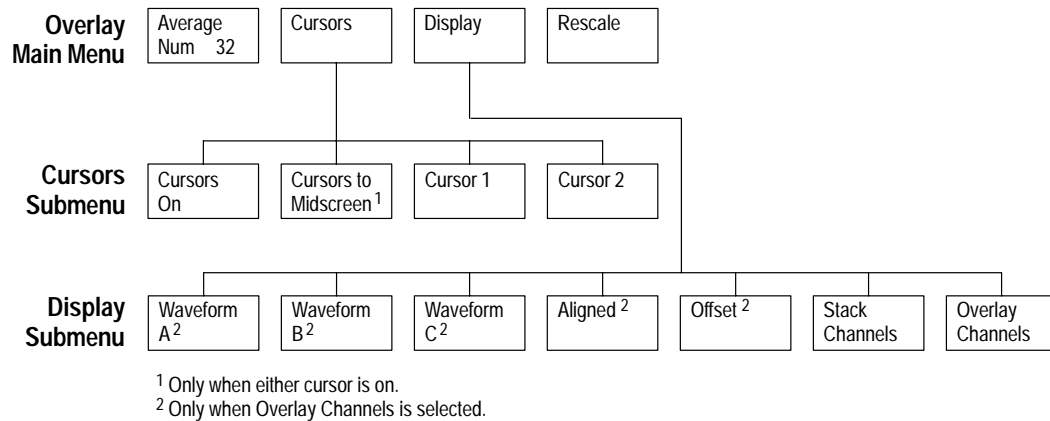 Overlay
Main Menu
Average
Num 32
Cursors
Display
Rescale
Cursors
Submenu
Cursors
On
Cursors to
Midscreen 1
Cursor 1
Cursor 2
Display
Submenu
Waveform
A 2
Waveform
B 2
Waveform
C 2
Aligned 2
Offset 2
Stack
Channels
Overlay
Channels
1 Only when either cursor is on.
2 Only when Overlay Channels is selected.